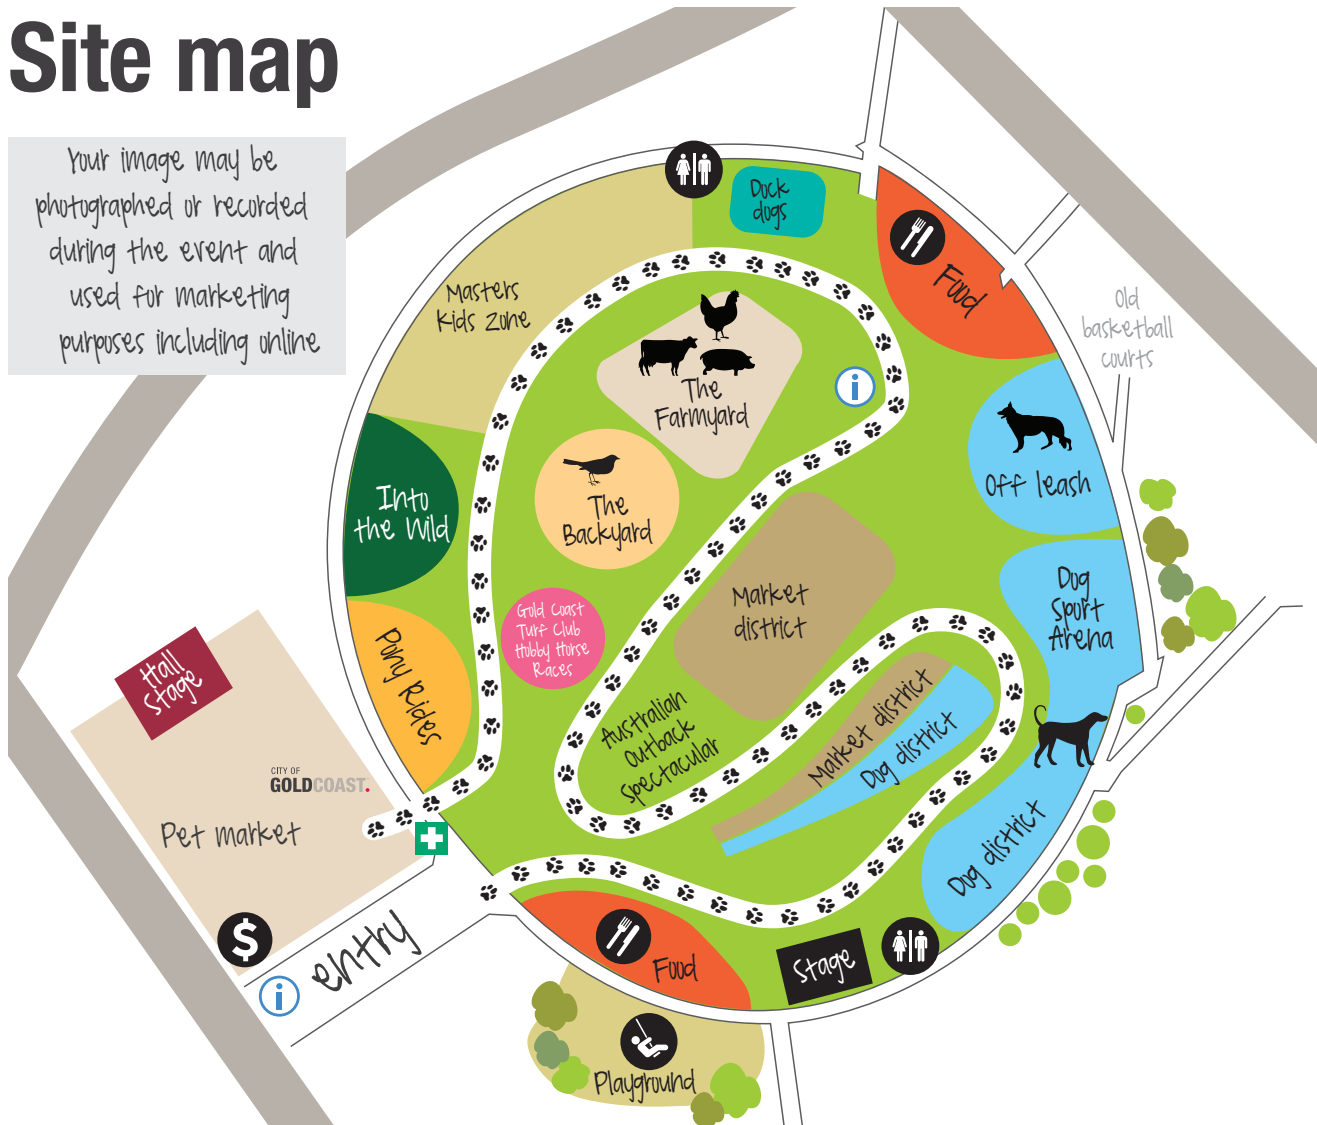 Site map
Your image may be
photographed or recorded
during the event and
used for marketing
purposes including online
Duck
dogs
Food
Masters
Kids Zone
Old
basketball
courts
The
Farmyard
Off leash
Into
the Wild
The
Backyard
Market
district
Dog
Sport
Arena
Gold Coast
Turf Club
Hobby Horse
Races
Pony Rides
Hall
Stage
Australian
Outback
Spectacular
Market district
Dog district
CITY OF
GOLDCOAST.
Pet market
Dog district
$
entry
Food
Stage
Playground